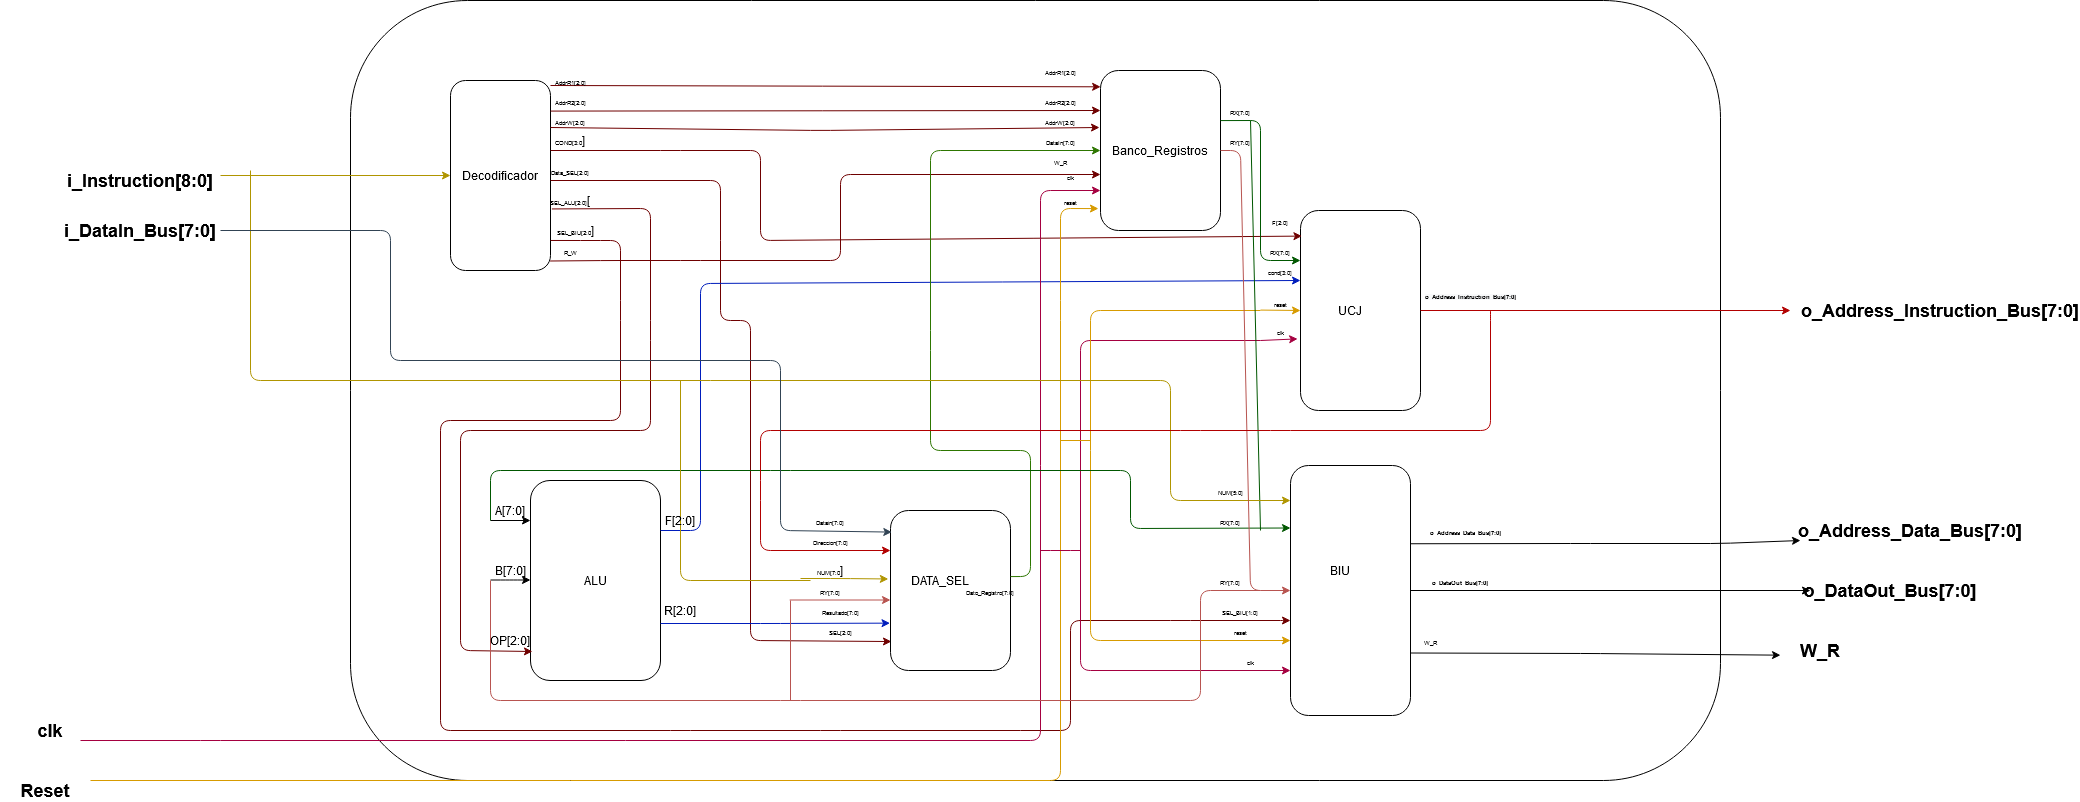 i_Instruction[8:0]
i_DataIn_Bus[7:0]
clk
Reset
Decodificador
AddrR1[2:0]
AddrR2[2:0]
AddrW[2:0]
COND[3:0]
Data_SEL[2:0]
SEL_ALU[2:0][
SEL_BIU[2:0]
R_W
AddrR1[2:0]
AddrR2[2:0]
AddrW[2:0]
DataIn[7:0]
W_R
clk
reset
Banco_Registros
RX[7:0]
RY[7:0]
F[2:0]
RX[7:0]
cond[3:0]
reset
clk
UCJ
o_Address_Instruction_Bus[7:0]
o_Address_Instruction_Bus[7:0]
A[7:0]
B[7:0]
OP[2:0]
ALU
F[2:0]
R[2:0]
DataIn[7:0]
Direccion[7:0]
NUM[7:0]
RY[7:0]
Resultado[7:0]
SEL[2:0]
DATA_SEL
Dato_Registro[7:0]
NUM[5:0]
RX[7:0]
RY[7:0]
SEL_BIU[1:0]
reset
clk
BIU
o_Address_Data_Bus[7:0]
o_DataOut_Bus[7:0]
W_R
o_Address_Data_Bus[7:0]
o_DataOut_Bus[7:0]
W_R